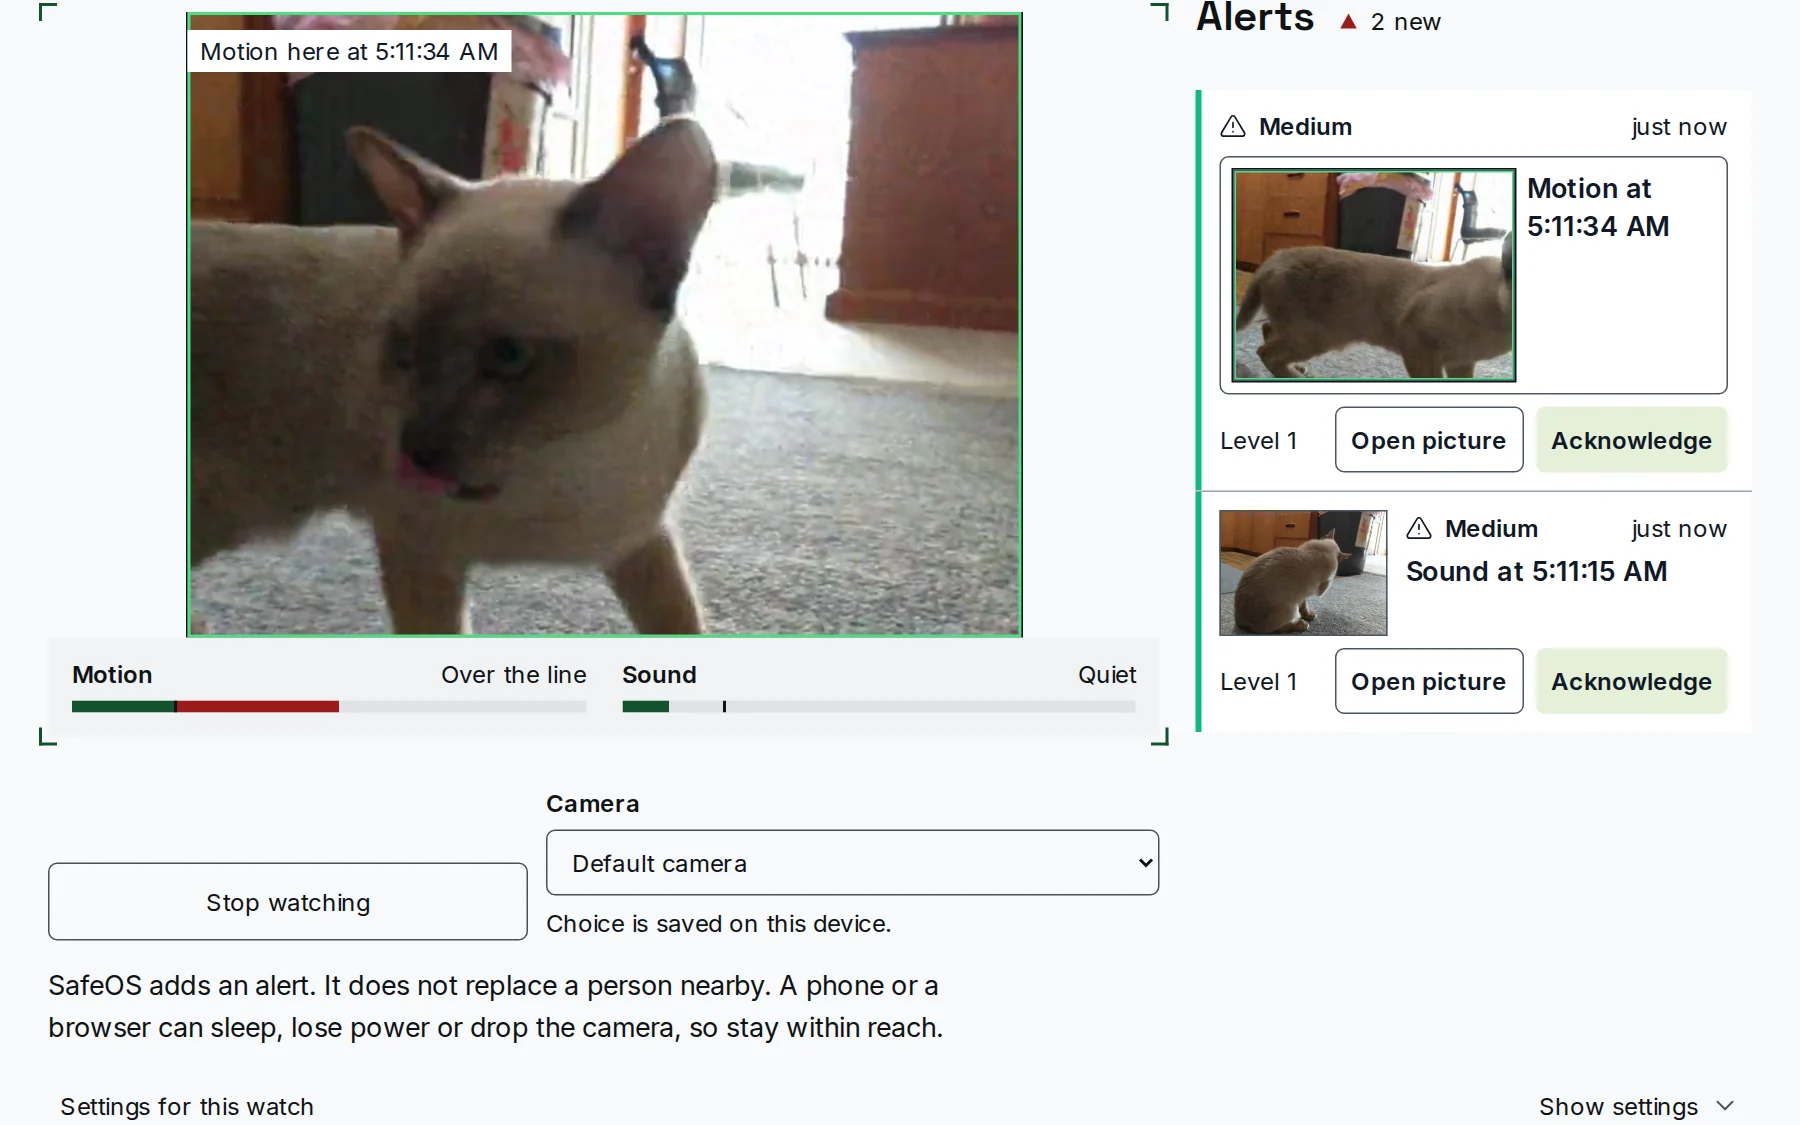 Motion here at 5:11:34 AM
Motion
Over the line
Sound
Quiet
Camera
Default camera
Stop watching
Choice is saved on this device.
SafeOS adds an alert. It does not replace a person nearby. A phone or a
browser can sleep, lose power or drop the camera, so stay within reach.
Settings for this watch
Show settings
Alerts
2 new
Medium
just now
Motion at
5:11:34 AM
Level 1
Open picture
Acknowledge
Medium
just now
Sound at 5:11:15 AM
Level 1
Open picture
Acknowledge